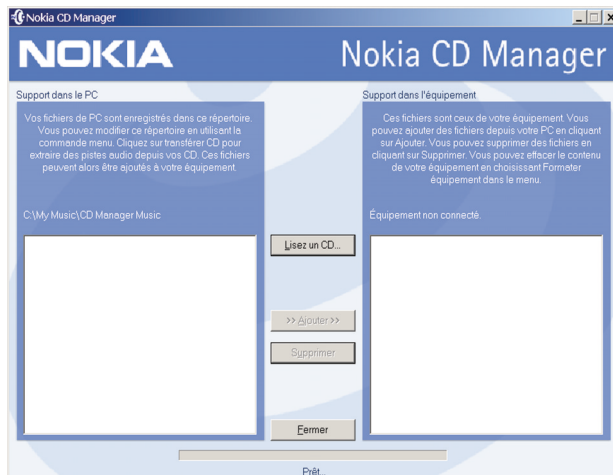 Nokia CD Manager
NOKIA
Nokia CD Manager
Support dans le PC
Vos fichiers de PC sont enregistrés dans ce répertoire.
Vous pouvez modifier ce répertoire en utilisant la
commande menu. Cliquez sur transférer CD pour
extraire des pistes audio depuis vos CD. Ces fichiers
peuvent alors être ajoutés à votre équipement.
C:\My Music\CD Manager Music
Support dans l'équipement
Ces fichiers sont ceux de votre équipement. Vous
pouvez ajouter des fichiers depuis votre PC en cliquant
sur Ajouter. Vous pouvez supprimer des fichiers en
cliquant sur Supprimer. Vous pouvez effacer le contenu
de votre équipement en choisissant Formater
équipement dans le menu.
Équipement non connecté.
Lisez un CD...
>> Ajouter >>
Supprimer
Fermer
Prêt...